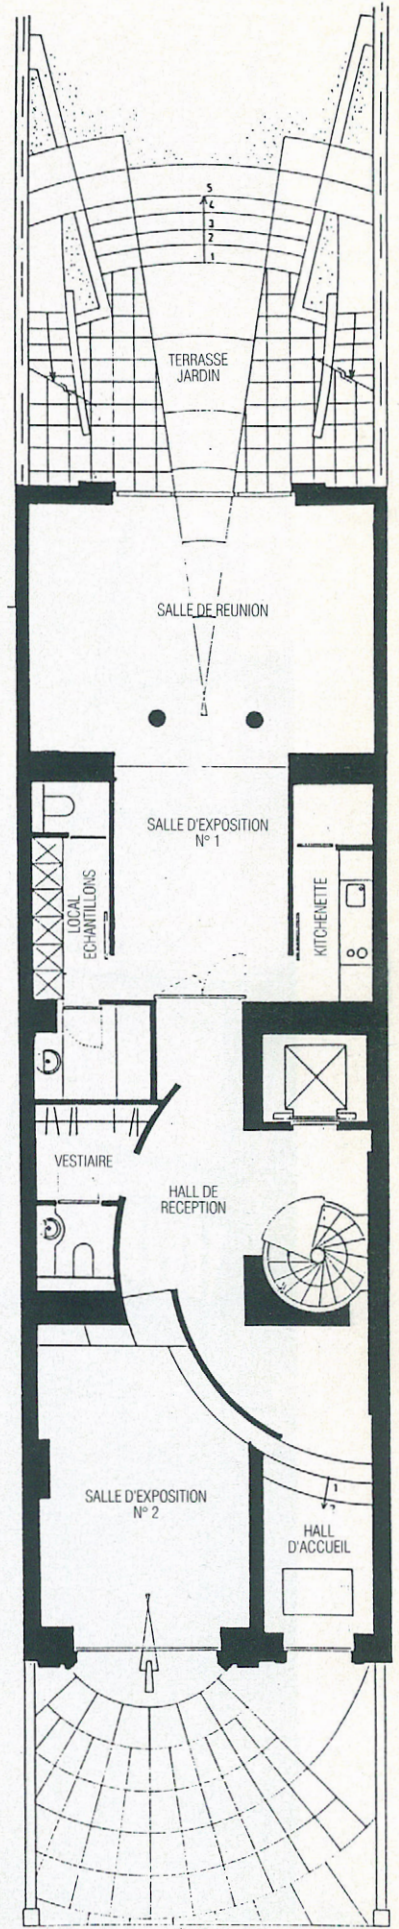 5
4
3
2
1
TERRASSE
JARDIN
SALLE DE REUNION
SALLE D'EXPOSITION
N° 1
LOCAL
ECHANTILLONS
KITCHENETTE
VESTIAIRE
HALL DE
RECEPTION
SALLE D'EXPOSITION
N° 2
1
HALL
D'ACCUEIL